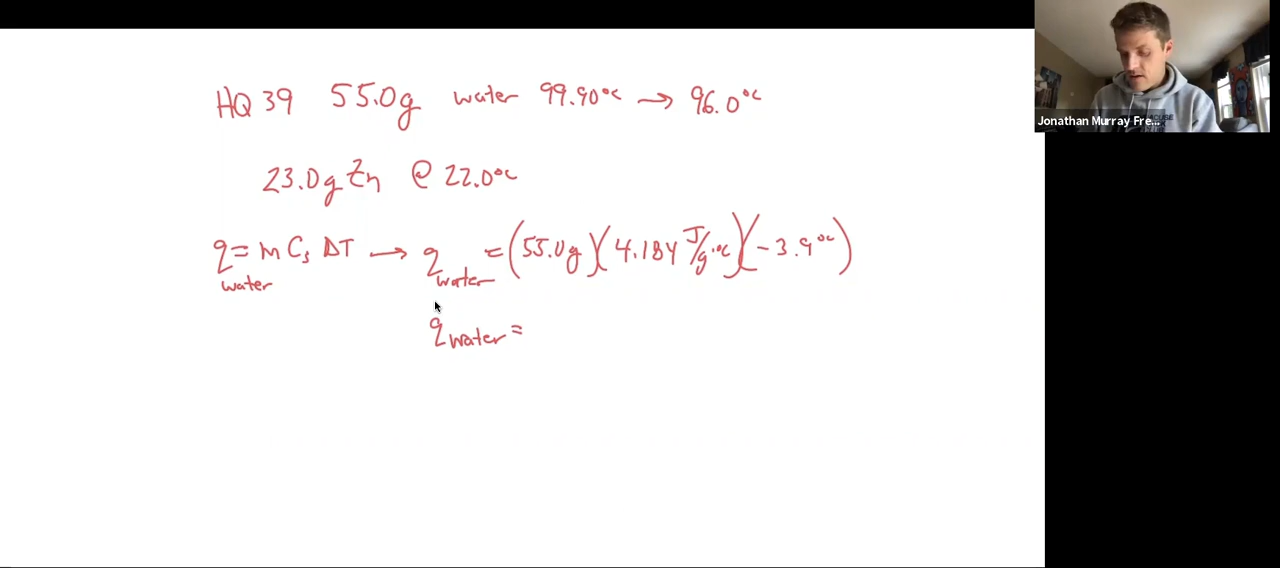 HQ 39 55.0g water 99.90°C → 96.0°C
23.0g Zn @ 22.0°C
q water = m Cs ΔT → q water = (55.0g)(4.184 J/g·°C)(-3.9°C)
q water =
Jonathan Murray Fre...